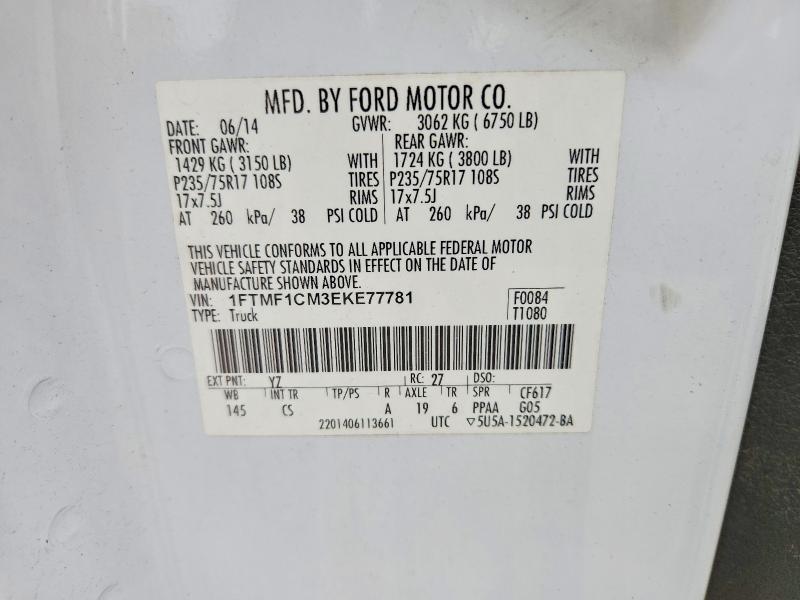 MFD. BY FORD MOTOR CO.
DATE: 06/14 GVWR: 3062 KG ( 6750 LB)
FRONT GAWR: REAR GAWR:
1429 KG ( 3150 LB) WITH 1724 KG ( 3800 LB) WITH
P235/75R17 108S TIRES P235/75R17 108S TIRES
17x7.5J RIMS 17x7.5J RIMS
AT 260 kPa/ 38 PSI COLD AT 260 kPa/ 38 PSI COLD
THIS VEHICLE CONFORMS TO ALL APPLICABLE FEDERAL MOTOR
VEHICLE SAFETY STANDARDS IN EFFECT ON THE DATE OF
MANUFACTURE SHOWN ABOVE.
VIN: 1FTMF1CM3EKE77781 F0084
TYPE: Truck T1080
EXT PNT: YZ RC: 27 DSO:
WB INT TR TP/PS R AXLE TR SPR CF617
145 CS A 19 6 PPAA G05
2201406113661 UTC ▽5U5A-1520472-BA